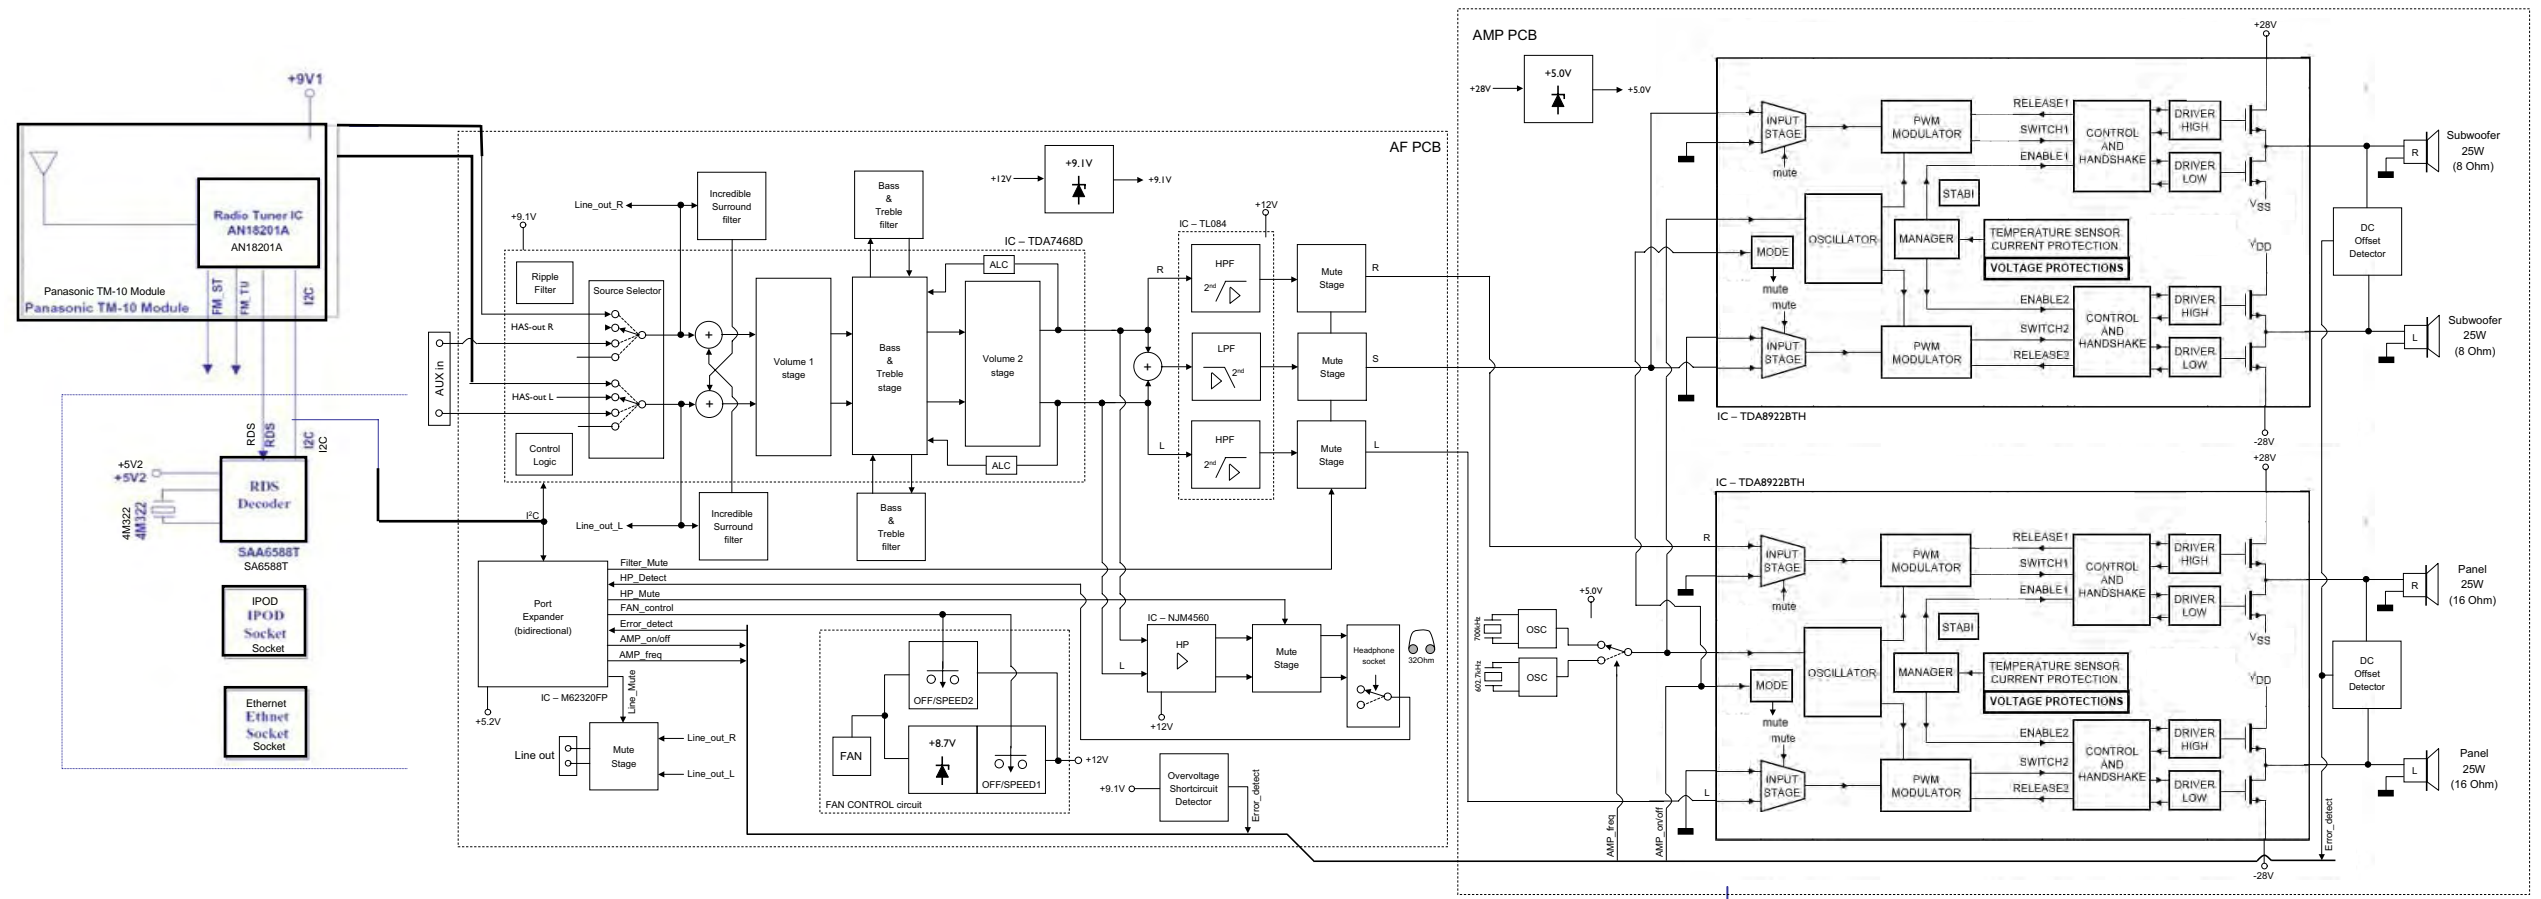 +9V1
Radio Tuner IC
AN18201A
AN18201A
FM_ST
FM_TU
I2C
Panasonic TM-10 Module
Panasonic TM-10 Module
RDS
RDS
I2C
I2C
+5V2
+5V2
4M322
4M322
RDS
Decoder
SAA6588T
SA6588T
IPOD
IPOD
Socket
Socket
Ethernet
Ethnet
Socket
Socket
AF PCB
AUX in
+9.1V
Line_out_R
Incredible
Surround
filter
Bass
&
Treble
filter
+12V
+9.1V
+9.1V
IC – TDA7468D
Ripple
Filter
Source Selector
HAS-out R
HAS-out L
Control
Logic
I²C
+
+
Volume 1
stage
Bass
&
Treble
stage
ALC
Volume 2
stage
ALC
Line_out_L
Incredible
Surround
filter
Bass
&
Treble
filter
R
+
L
IC – TL084
+12V
HPF
2nd
LPF
2nd
HPF
2nd
Mute
Stage
Mute
Stage
Mute
Stage
R
S
L
Port
Expander
(bidirectional)
IC – M62320FP
+5.2V
Filter_Mute
HP_Detect
HP_Mute
FAN_control
Error_detect
AMP_on/off
AMP_freq
Line_Mute
Line out
Mute
Stage
Line_out_R
Line_out_L
OFF/SPEED2
FAN
+8.7V
OFF/SPEED1
+12V
FAN CONTROL circuit
IC – NJM4560
L
HP
+12V
Mute
Stage
Headphone
socket
32Ohm
+9.1V
Overvoltage
Shortcircuit
Detector
Error_detect
AMP PCB
+28V
+5.0V
+5.0V
+28V
INPUT
STAGE
mute
PWM
MODULATOR
RELEASE1
SWITCH1
ENABLE1
CONTROL
AND
HANDSHAKE
DRIVER
HIGH
DRIVER
LOW
STABI
VSS
OSCILLATOR
MODE
mute
MANAGER
TEMPERATURE SENSOR
CURRENT PROTECTION
VOLTAGE PROTECTIONS
VDD
mute
INPUT
STAGE
PWM
MODULATOR
ENABLE2
SWITCH2
RELEASE2
CONTROL
AND
HANDSHAKE
DRIVER
HIGH
DRIVER
LOW
IC – TDA8922BTH
-28V
R
Subwoofer
25W
(8 Ohm)
DC
Offset
Detector
L
Subwoofer
25W
(8 Ohm)
+28V
IC – TDA8922BTH
R
INPUT
STAGE
mute
PWM
MODULATOR
RELEASE1
SWITCH1
ENABLE1
CONTROL
AND
HANDSHAKE
DRIVER
HIGH
DRIVER
LOW
STABI
VSS
OSCILLATOR
MODE
mute
MANAGER
TEMPERATURE SENSOR
CURRENT PROTECTION
VOLTAGE PROTECTIONS
VDD
mute
L
INPUT
STAGE
PWM
MODULATOR
ENABLE2
SWITCH2
RELEASE2
CONTROL
AND
HANDSHAKE
DRIVER
HIGH
DRIVER
LOW
-28V
700kHz
OSC
602.7kHz
OSC
+5.0V
AMP_freq
AMP_on/off
R
Panel
25W
(16 Ohm)
DC
Offset
Detector
L
Panel
25W
(16 Ohm)
Error_detect